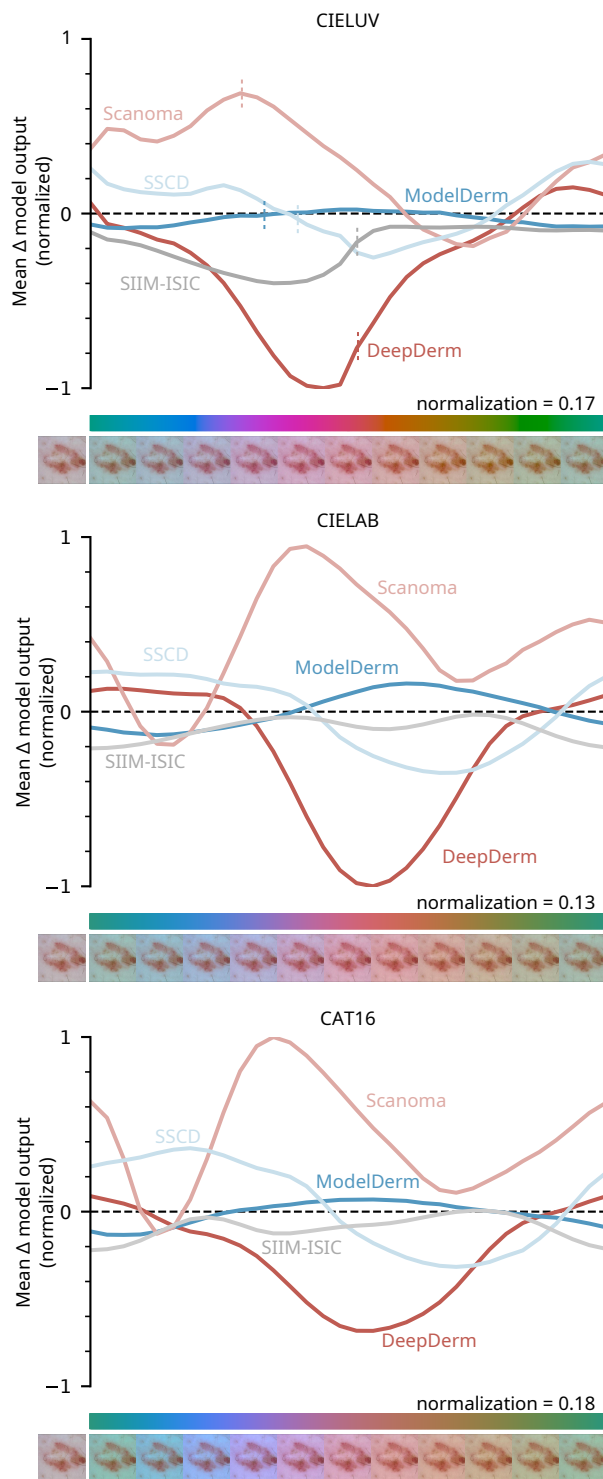 CIELUV
1
0
−1
Mean Δ model output
(normalized)
Scanoma
SSCD
ModelDerm
SIIM-ISIC
DeepDerm
normalization = 0.17
CIELAB
1
0
−1
Mean Δ model output
(normalized)
Scanoma
SSCD
ModelDerm
SIIM-ISIC
DeepDerm
normalization = 0.13
CAT16
1
0
−1
Mean Δ model output
(normalized)
Scanoma
SSCD
ModelDerm
SIIM-ISIC
DeepDerm
normalization = 0.18